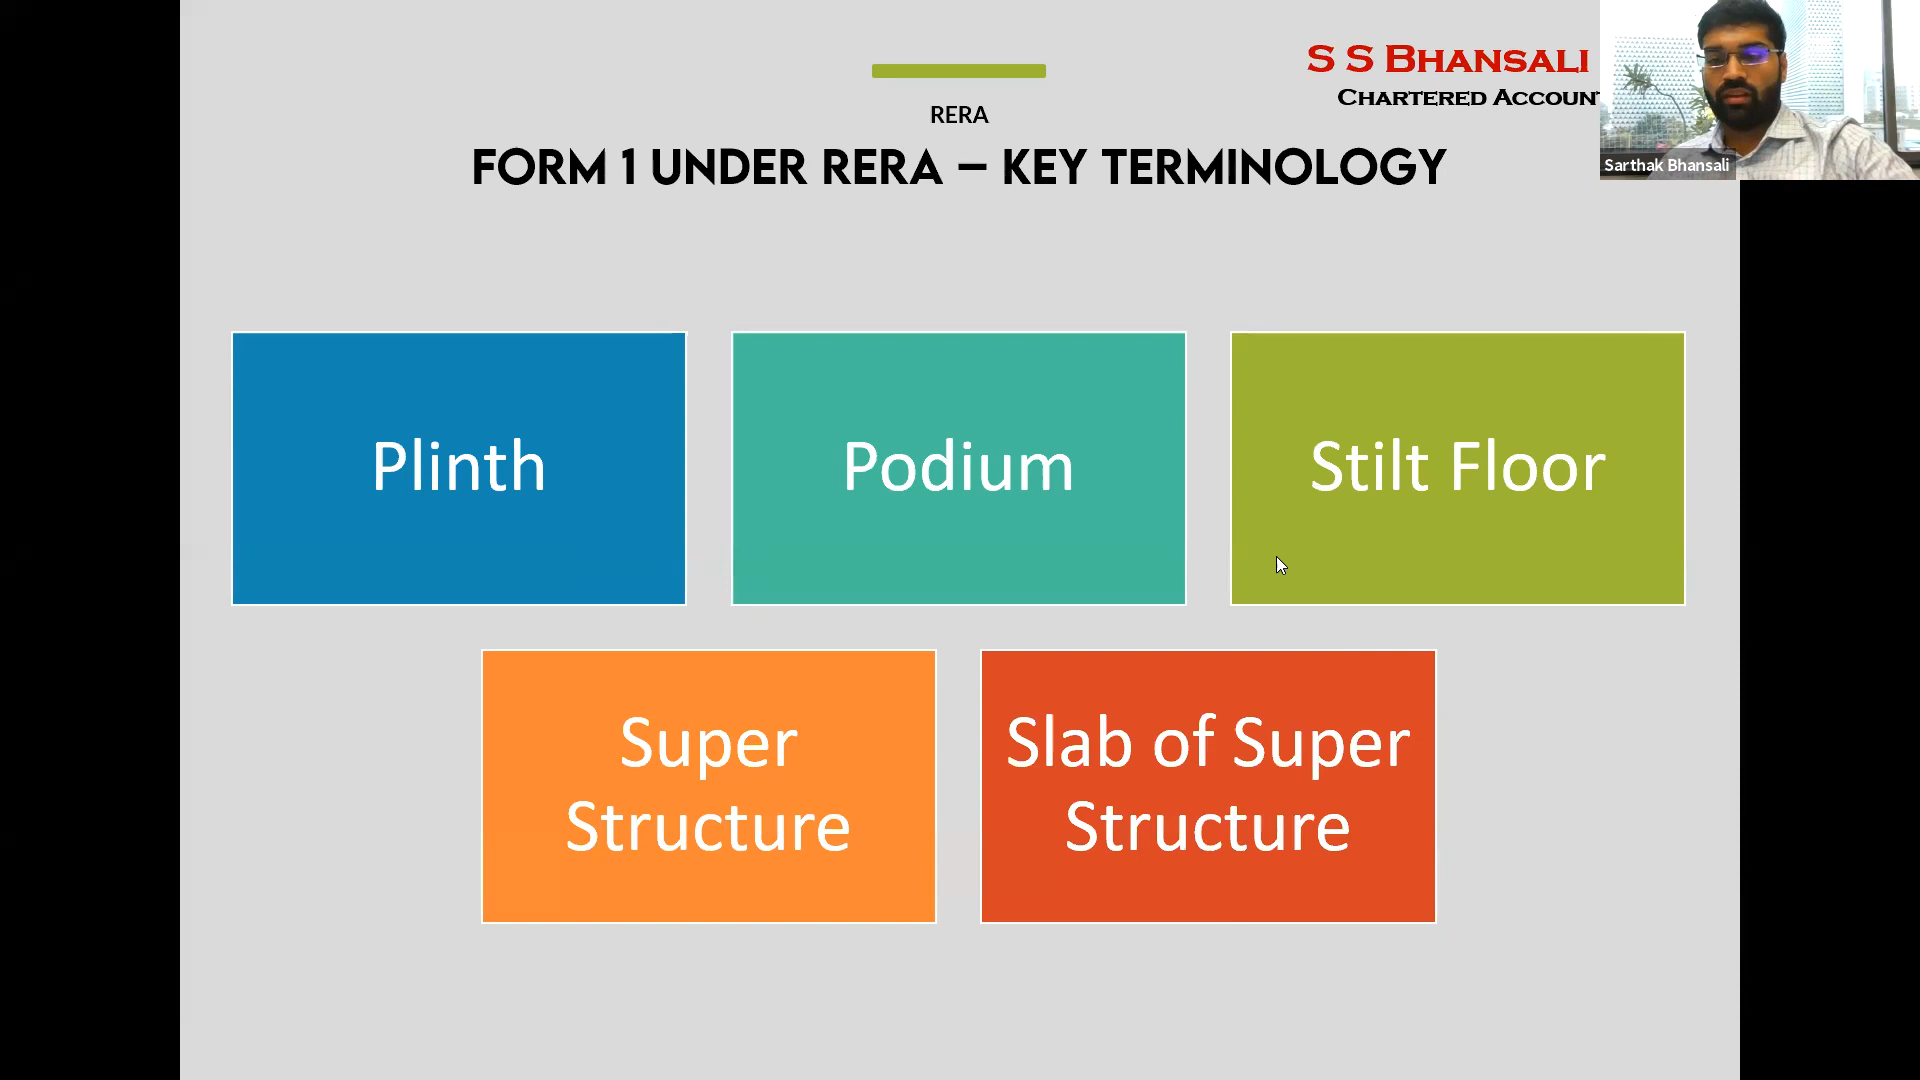 S S BHANSALI
CHARTERED ACCOUN
Sarthak Bhansali
RERA
FORM 1 UNDER RERA – KEY TERMINOLOGY
Plinth
Podium
Stilt Floor
Super
Structure
Slab of Super
Structure